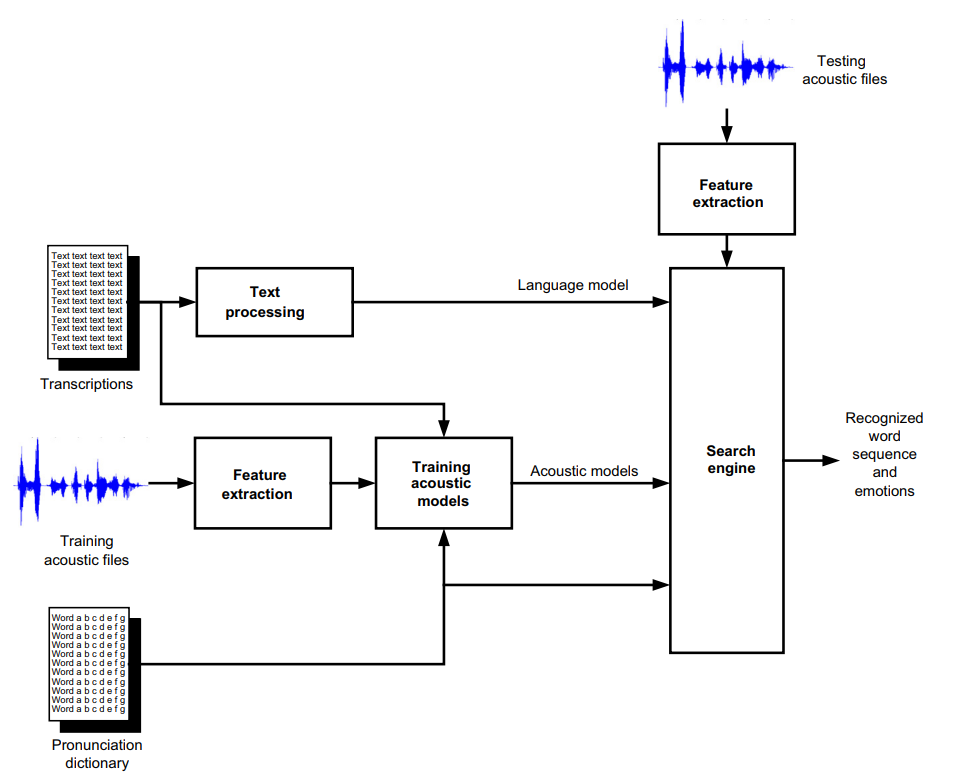 Testing
acoustic files
Feature
extraction
Text text text text
Text text text text
Text text text text
Text text text text
Text text text text
Text text text text
Text text text text
Text text text text
Text text text text
Text text text text
Text text text text
Transcriptions
Text
processing
Language model
Training
acoustic files
Feature
extraction
Training
acoustic
models
Acoustic models
Search
engine
Recognized
word
sequence
and
emotions
Word a b c d e f g
Word a b c d e f g
Word a b c d e f g
Word a b c d e f g
Word a b c d e f g
Word a b c d e f g
Word a b c d e f g
Word a b c d e f g
Word a b c d e f g
Word a b c d e f g
Word a b c d e f g
Pronunciation
dictionary